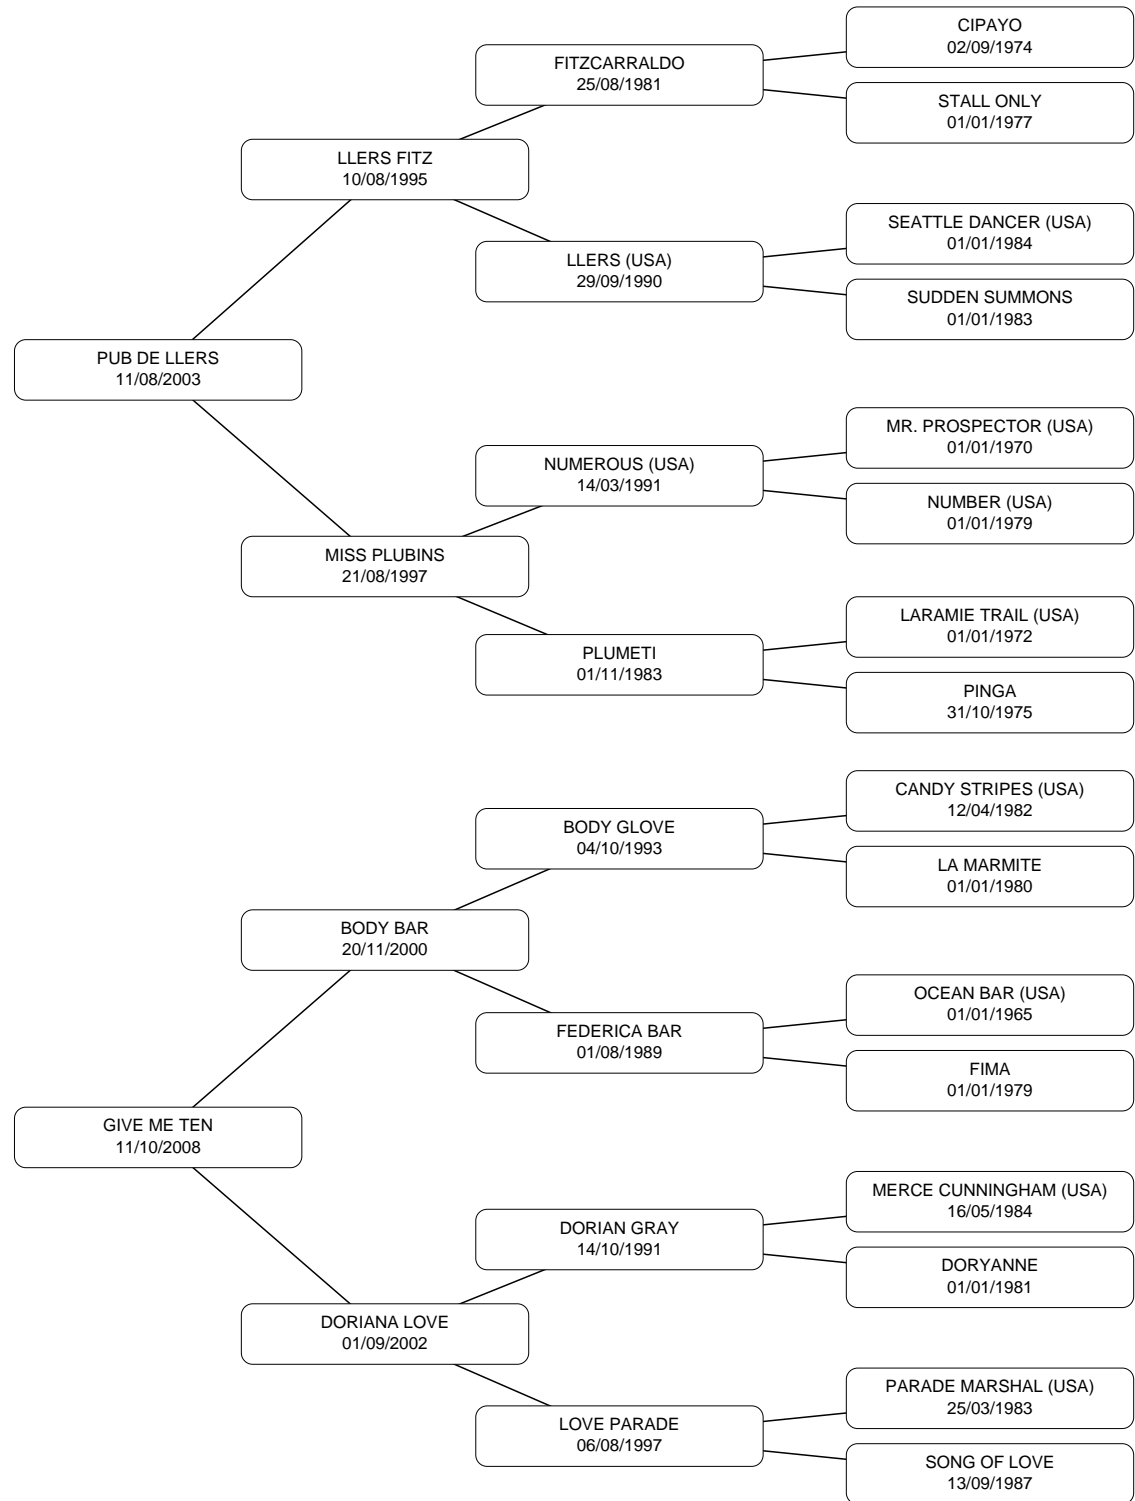 CIPAYO
02/09/1974
FITZCARRALDO
25/08/1981
STALL ONLY
01/01/1977
LLERS FITZ
10/08/1995
SEATTLE DANCER (USA)
01/01/1984
LLERS (USA)
29/09/1990
SUDDEN SUMMONS
01/01/1983
PUB DE LLERS
11/08/2003
MR. PROSPECTOR (USA)
01/01/1970
NUMEROUS (USA)
14/03/1991
NUMBER (USA)
01/01/1979
MISS PLUBINS
21/08/1997
LARAMIE TRAIL (USA)
01/01/1972
PLUMETI
01/11/1983
PINGA
31/10/1975
CANDY STRIPES (USA)
12/04/1982
BODY GLOVE
04/10/1993
LA MARMITE
01/01/1980
BODY BAR
20/11/2000
OCEAN BAR (USA)
01/01/1965
FEDERICA BAR
01/08/1989
FIMA
01/01/1979
GIVE ME TEN
11/10/2008
MERCE CUNNINGHAM (USA)
16/05/1984
DORIAN GRAY
14/10/1991
DORYANNE
01/01/1981
DORIANA LOVE
01/09/2002
PARADE MARSHAL (USA)
25/03/1983
LOVE PARADE
06/08/1997
SONG OF LOVE
13/09/1987